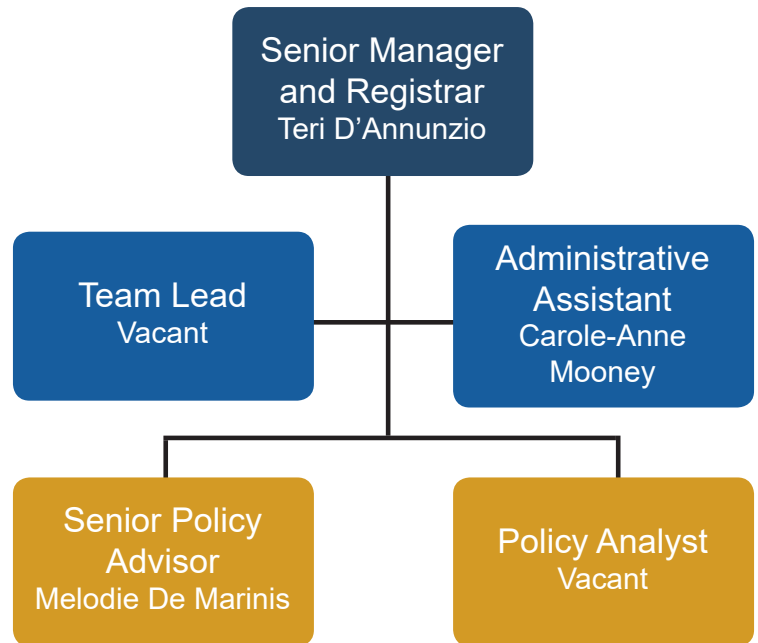 Senior Manager
and Registrar
Teri D’Annunzio
Team Lead
Vacant
Administrative
Assistant
Carole-Anne
Mooney
Senior Policy
Advisor
Melodie De Marinis
Policy Analyst
Vacant